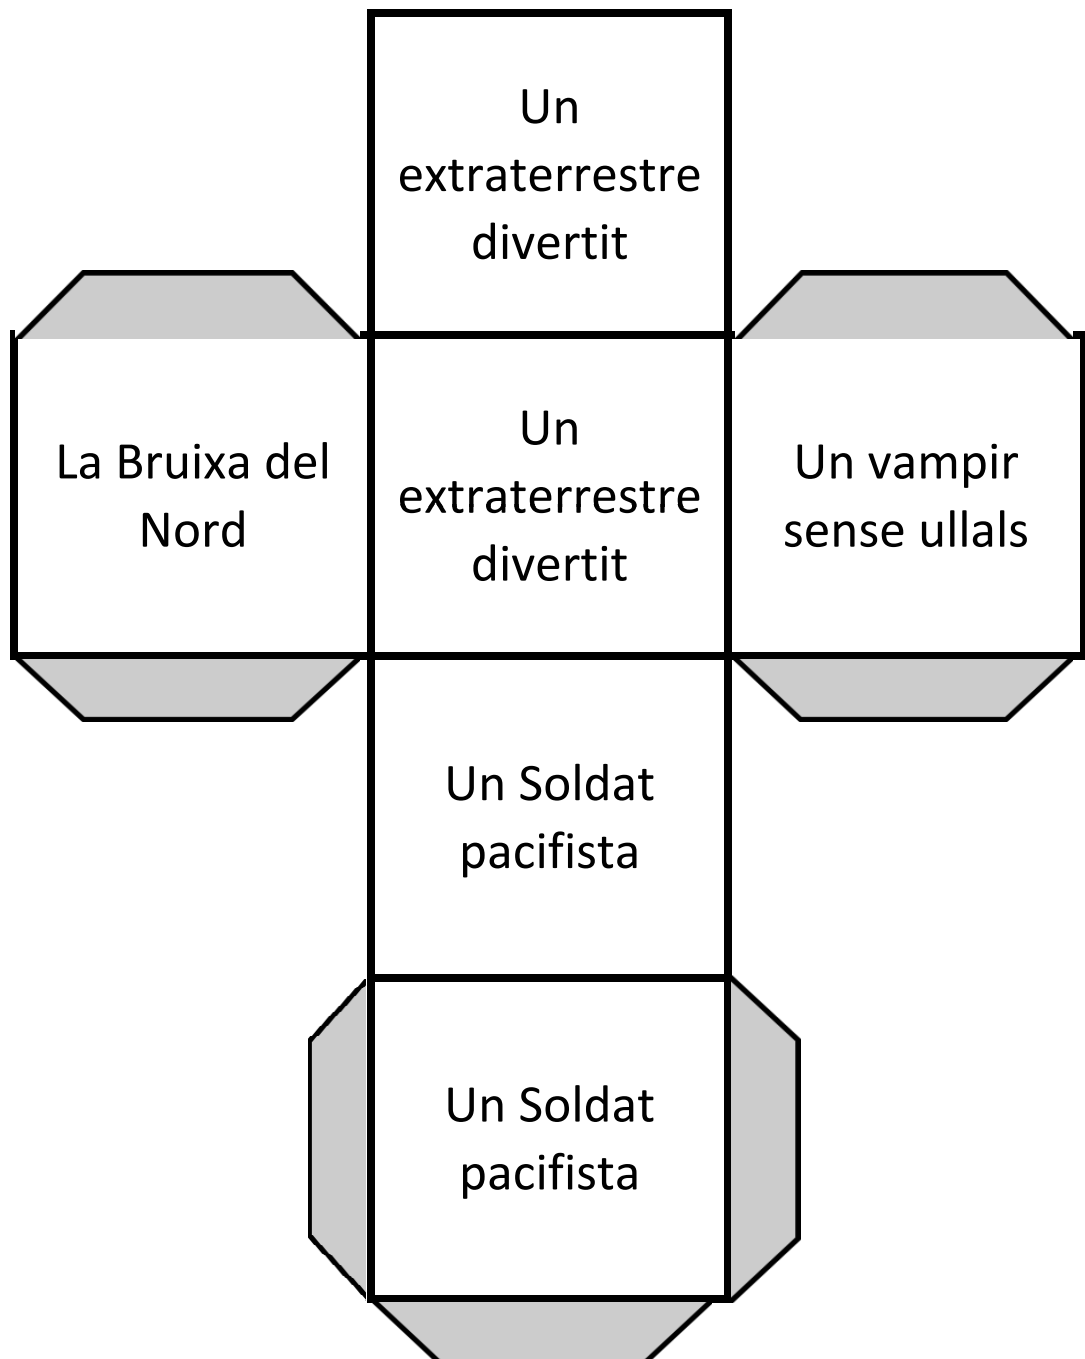 Un
extraterrestre
divertit
La Bruixa del
Nord
Un
extraterrestre
divertit
Un vampir
sense ullals
Un Soldat
pacifista
Un Soldat
pacifista